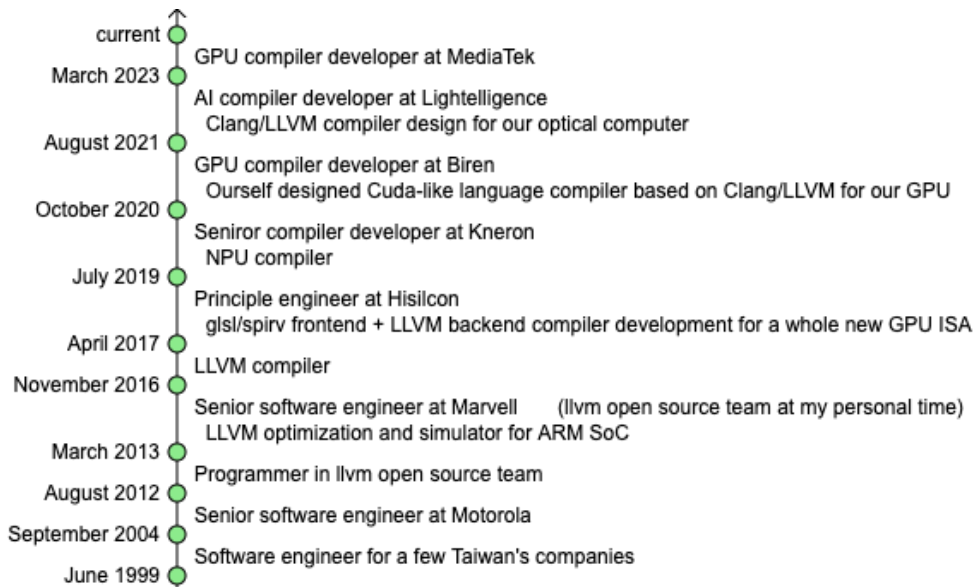 current
GPU compiler developer at MediaTek
March 2023
AI compiler developer at Lightelligence
Clang/LLVM compiler design for our optical computer
August 2021
GPU compiler developer at Biren
Ourself designed Cuda-like language compiler based on Clang/LLVM for our GPU
October 2020
Seniror compiler developer at Kneron
NPU compiler
July 2019
Principle engineer at Hisilcon
glsl/spirv frontend + LLVM backend compiler development for a whole new GPU ISA
April 2017
LLVM compiler
November 2016
Senior software engineer at Marvell (llvm open source team at my personal time)
LLVM optimization and simulator for ARM SoC
March 2013
Programmer in llvm open source team
August 2012
Senior software engineer at Motorola
September 2004
Software engineer for a few Taiwan's companies
June 1999